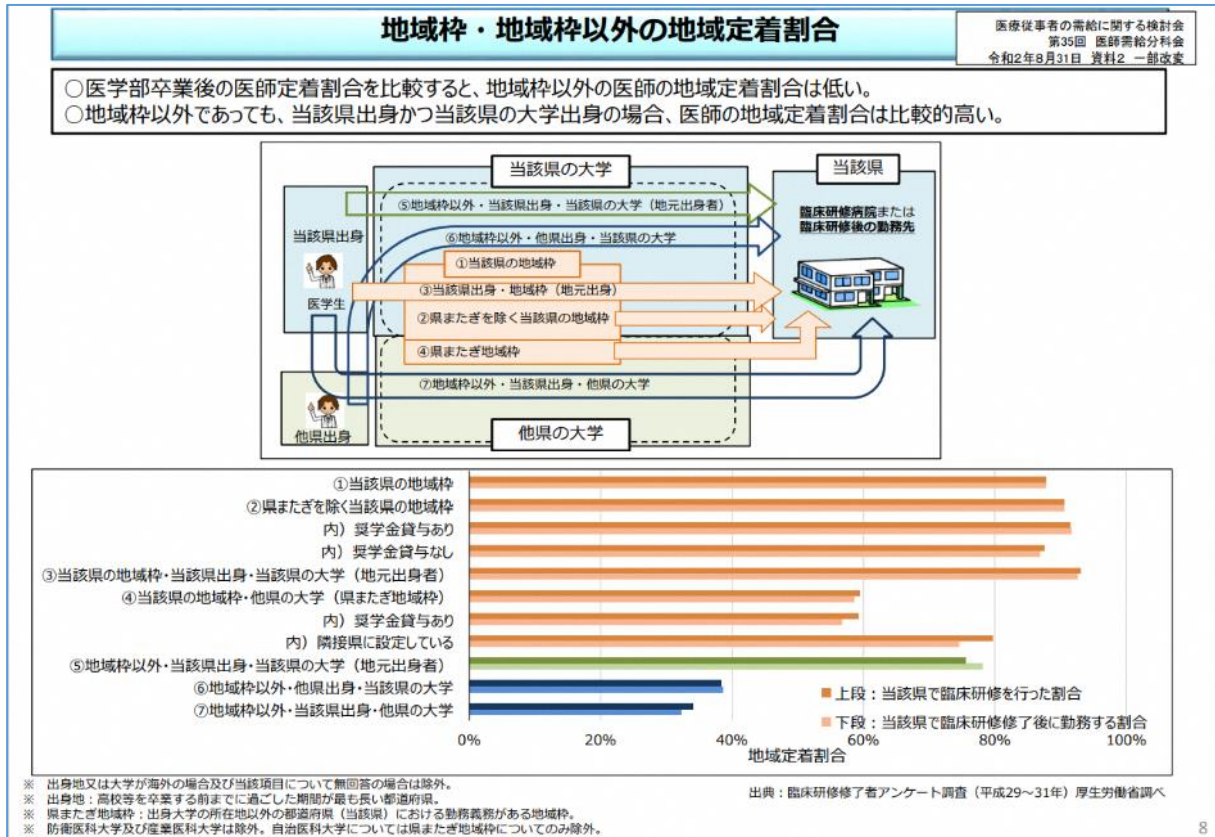 地域枠・地域枠以外の地域定着割合
医療従事者の需給に関する検討会
第35回 医師需給分科会
令和2年8月31日 資料2 一部改変
○医学部卒業後の医師定着割合を比較すると、地域枠以外の医師の地域定着割合は低い。
○地域枠以外であっても、当該県出身かつ当該県の大学出身の場合、医師の地域定着割合は比較的高い。
当該県の大学
当該県
⑤地域枠以外・当該県出身・当該県の大学(地元出身者)
臨床研修病院または
臨床研修後の勤務先
当該県出身
⑥地域枠以外・他県出身・当該県の大学
①当該県の地域枠
③当該県出身・地域枠(地元出身)
医学生
②県またぎを除く当該県の地域枠
④県またぎ地域枠
⑦地域枠以外・当該県出身・他県の大学
他県出身
他県の大学
①当該県の地域枠
②県またぎを除く当該県の地域枠
内)奨学金貸与あり
内)奨学金貸与なし
③当該県の地域枠・当該県出身・当該県の大学(地元出身者)
④当該県の地域枠・他県の大学(県またぎ地域枠)
内)奨学金貸与あり
内)隣接県に設定している
⑤地域枠以外・当該県出身・当該県の大学(地元出身者)
⑥地域枠以外・他県出身・当該県の大学
⑦地域枠以外・当該県出身・他県の大学
■上段:当該県で臨床研修を行った割合
■下段:当該県で臨床研修修了後に勤務する割合
0% 20% 40% 60% 80% 100%
地域定着割合
※ 出身地又は大学が海外の場合及び当該項目について無回答の場合は除外。
※ 出身地:高校等を卒業する前までに過ごした期間が最も長い都道府県。
※ 県またぎ地域枠:出身大学の所在地以外の都道府県(当該県)における勤務義務がある地域枠。
※ 防衛医科大学及び産業医科大学は除外。自治医科大学については県またぎ地域枠についてのみ除外。
出典:臨床研修修了者アンケート調査(平成29~31年)厚生労働省調べ
8